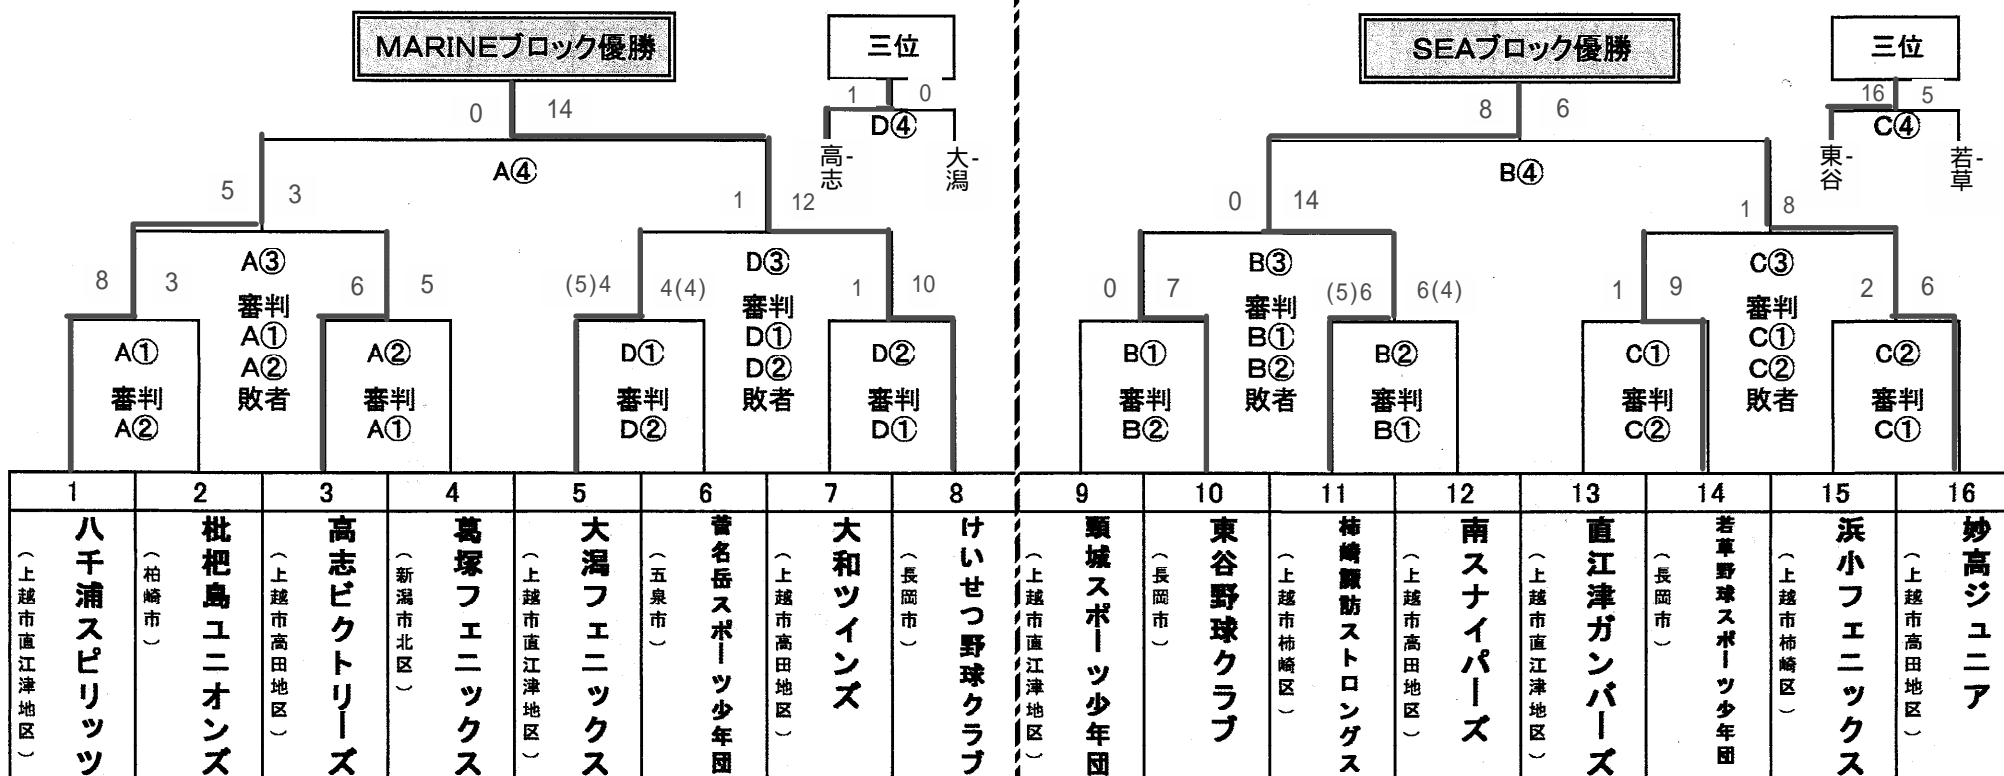 MARINEブロック優勝
三位
0 14
1 0
D④
高志-
大潟-
A④
5 3
1 12
A③
審判
A①
A②
敗者
D③
審判
D①
D②
敗者
8 3
6 5
(5)4 4(4)
1 10
A①
審判
A②
A②
審判
A①
D①
審判
D②
D②
審判
D①
SEAブロック優勝
三位
8 6
16 5
C④
東谷-
若草-
B④
0 14
1 8
B③
審判
B①
B②
敗者
C③
審判
C①
C②
敗者
0 7
(5)6 6(4)
1 9
2 6
B①
審判
B②
B②
審判
B①
C①
審判
C②
C②
審判
C①
1 2 3 4 5 6 7 8 9 10 11 12 13 14 15 16
八千浦スピリッツ
(上越市直江津地区)
枇杷島ユニオンズ
(柏崎市)
高志ビクトリーズ
(上越市高田地区)
葛塚フェニックス
(新潟市北区)
大潟フェニックス
(上越市直江津地区)
菅名岳スポーツ少年団
(五泉市)
大和ツインズ
(上越市高田地区)
けいせつ野球クラブ
(長岡市)
頸城スポーツ少年団
(上越市直江津地区)
東谷野球クラブ
(長岡市)
柿崎諏訪ストロングス
(上越市柿崎区)
南スナイパーズ
(上越市高田地区)
直江津ガンバーズ
(上越市直江津地区)
若草野球スポーツ少年団
(長岡市)
浜小フェニックス
(上越市柿崎区)
妙高ジュニア
(上越市高田地区)